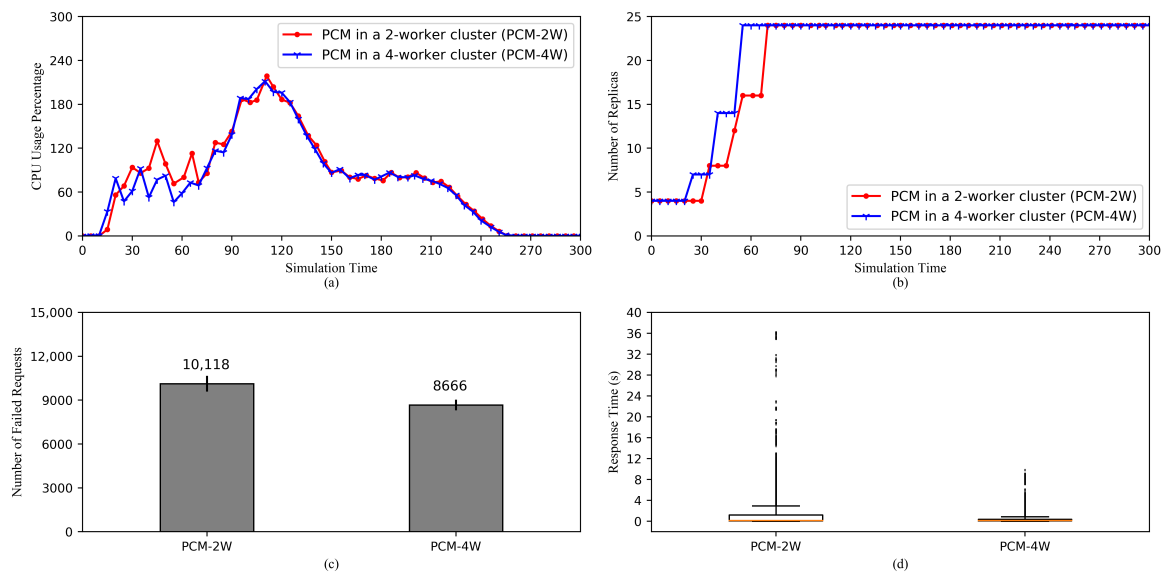 300
240
180
120
60
0
CPU Usage Percentage
PCM in a 2-worker cluster (PCM-2W)
PCM in a 4-worker cluster (PCM-4W)
0 30 60 90 120 150 180 210 240 270 300
Simulation Time
(a)
25
20
15
10
5
0
Number of Replicas
PCM in a 2-worker cluster (PCM-2W)
PCM in a 4-worker cluster (PCM-4W)
0 30 60 90 120 150 180 210 240 270 300
Simulation Time
(b)
15,000
12,000
9000
6000
3000
0
Number of Failed Requests
10,118
8666
PCM-2W PCM-4W
(c)
40
36
32
28
24
20
16
12
8
4
0
Response Time (s)
PCM-2W PCM-4W
(d)